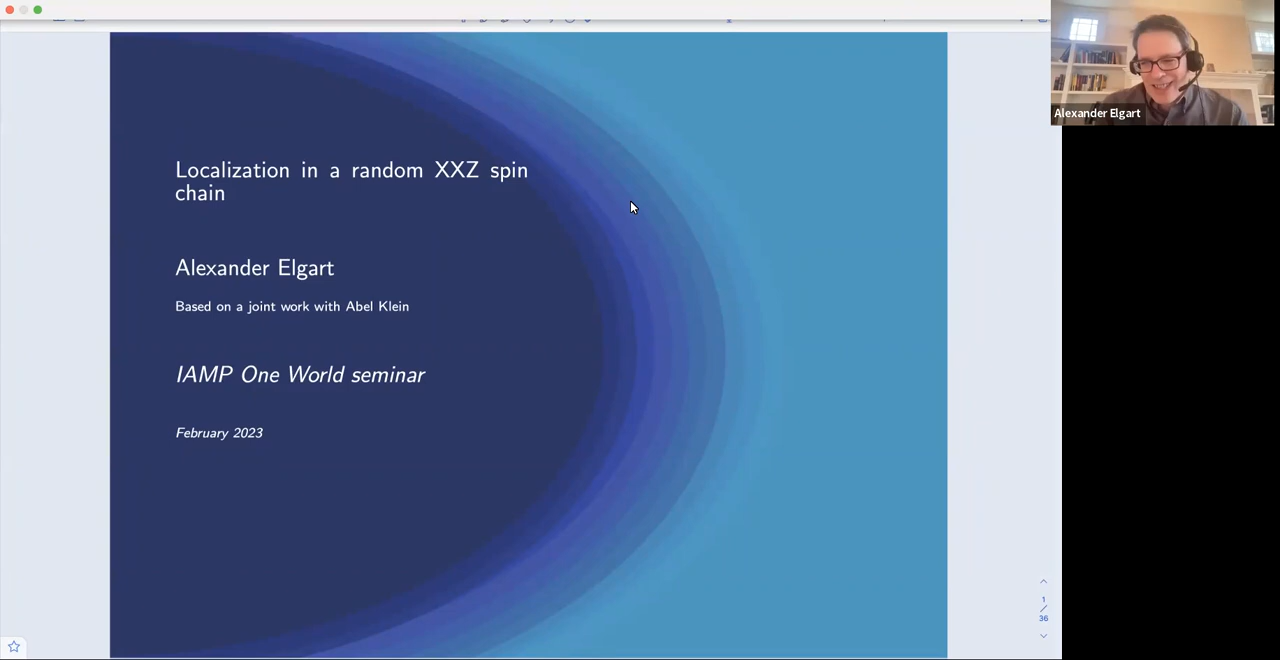 Localization in a random XXZ spin
chain
Alexander Elgart
Based on a joint work with Abel Klein
IAMP One World seminar
February 2023
Alexander Elgart
1
/
36